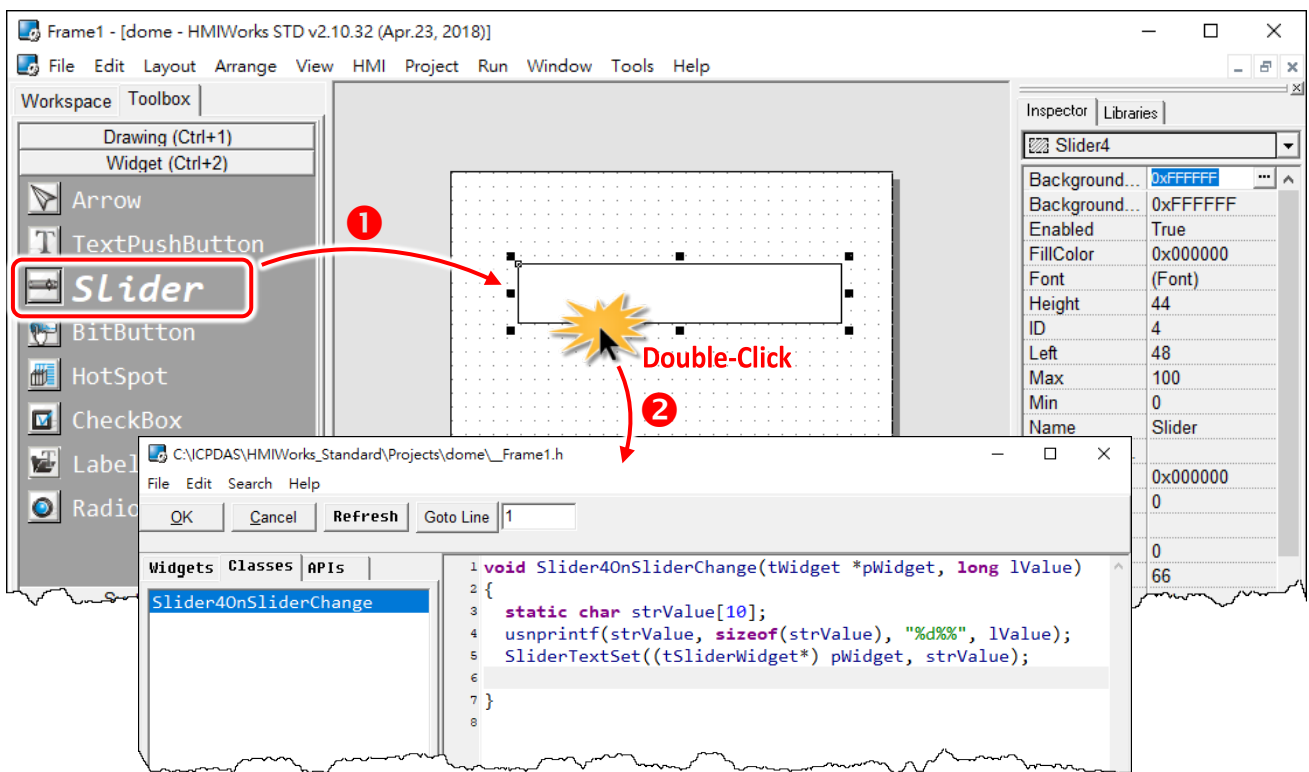 Frame1 - [dome - HMIWorks STD v2.10.32 (Apr.23, 2018)]
File Edit Layout Arrange View HMI Project Run Window Tools Help
Workspace Toolbox
Drawing (Ctrl+1)
Widget (Ctrl+2)
Arrow
TextPushButton
Slider
BitButton
HotSpot
CheckBox
Label
Radio
1
Double-Click
2
Inspector Libraries
Slider4
Background... 0xFFFFFF ...
Background... 0xFFFFFF
Enabled True
FillColor 0x000000
Font (Font)
Height 44
ID 4
Left 48
Max 100
Min 0
Name Slider
0x000000
0
0
66
C:\ICPDAS\HMIWorks_Standard\Projects\dome\__Frame1.h
File Edit Search Help
OK Cancel Refresh Goto Line 1
Widgets Classes APIs
Slider4OnSliderChange
1 void Slider4OnSliderChange(tWidget *pWidget, long lValue)
2 {
3 static char strValue[10];
4 usnprintf(strValue, sizeof(strValue), "%d%%", lValue);
5 SliderTextSet((tSliderWidget*) pWidget, strValue);
6
7 }
8